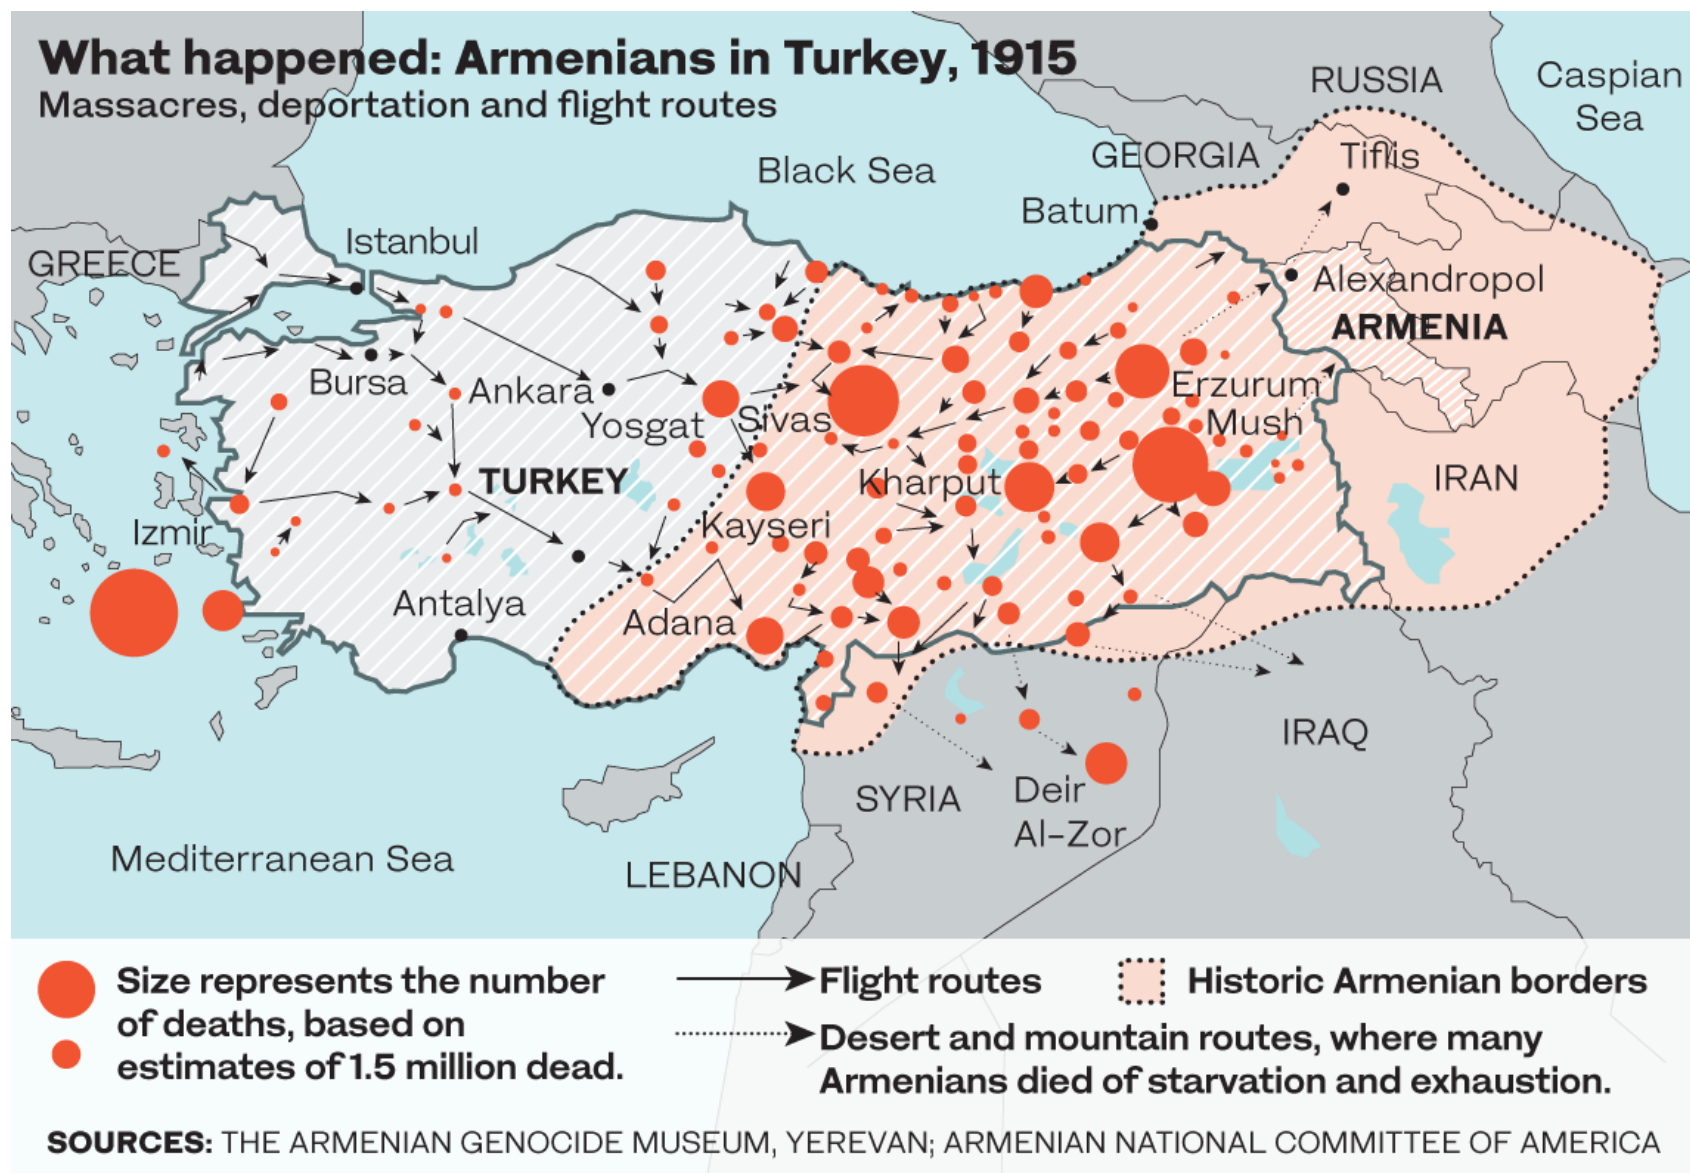 What happened: Armenians in Turkey, 1915
Massacres, deportation and flight routes
RUSSIA
Caspian
Sea
GEORGIA
Tiflis
Black Sea
Batum
Istanbul
GREECE
Alexandropol
ARMENIA
Bursa
Ankara
Erzurum
Yosgat
Sivas
Mush
TURKEY
Kharput
IRAN
Izmir
Kayseri
Antalya
Adana
IRAQ
SYRIA
Deir
Al-Zor
Mediterranean Sea
LEBANON
Size represents the number
of deaths, based on
estimates of 1.5 million dead.
Flight routes
Historic Armenian borders
Desert and mountain routes, where many
Armenians died of starvation and exhaustion.
SOURCES: THE ARMENIAN GENOCIDE MUSEUM, YEREVAN; ARMENIAN NATIONAL COMMITTEE OF AMERICA